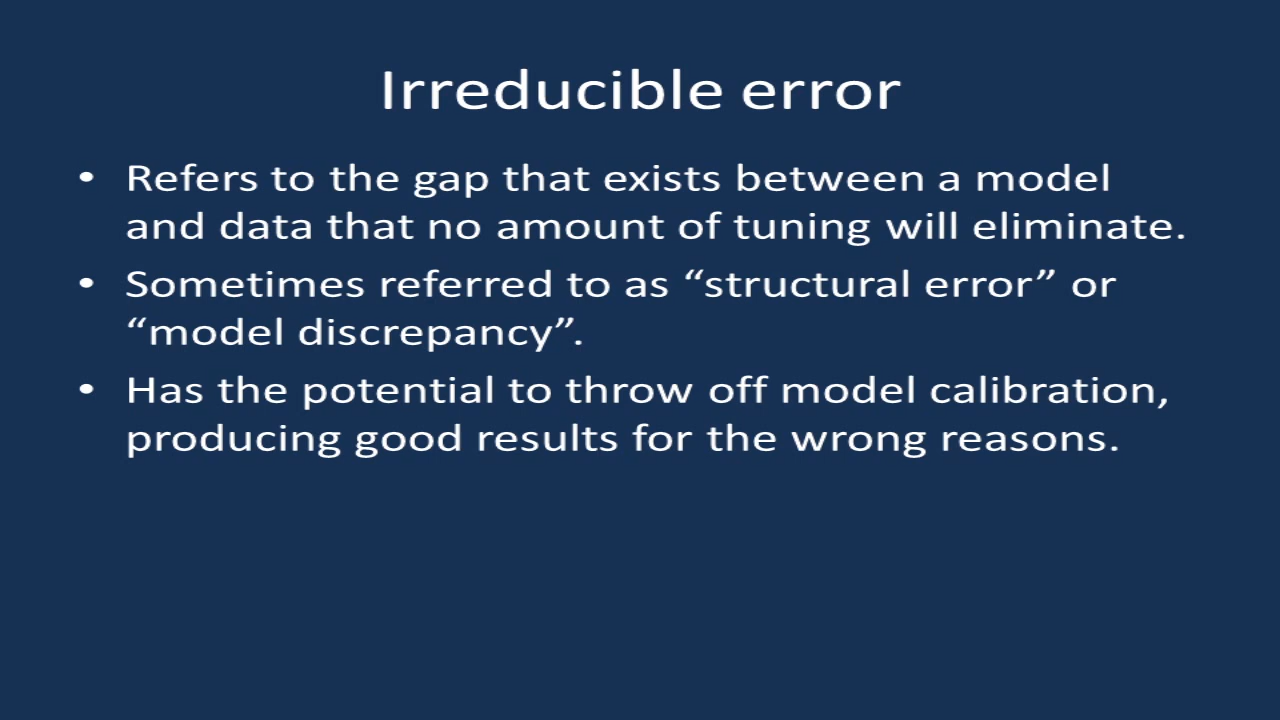 Irreducible error
• Refers to the gap that exists between a model
and data that no amount of tuning will eliminate.
• Sometimes referred to as “structural error” or
“model discrepancy”.
• Has the potential to throw off model calibration,
producing good results for the wrong reasons.